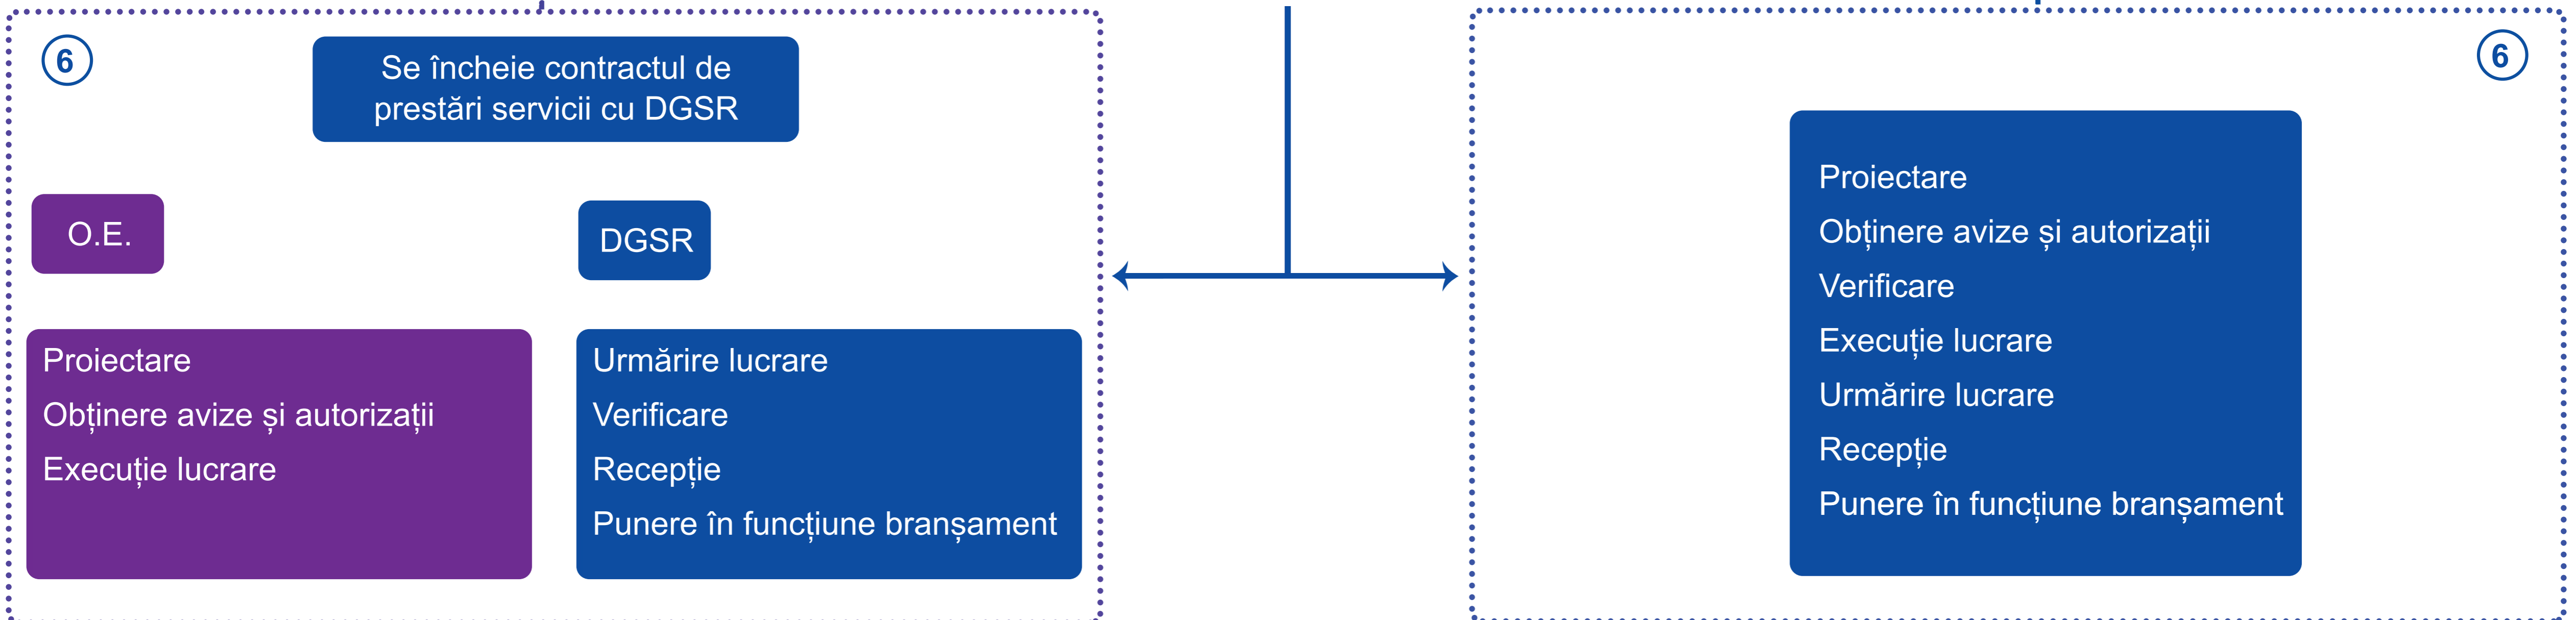 6
Se încheie contractul de
prestări servicii cu DGSR
O.E.
DGSR
Proiectare
Obținere avize și autorizații
Execuție lucrare
Urmărire lucrare
Verificare
Recepție
Punere în funcțiune branșament
6
Proiectare
Obținere avize și autorizații
Verificare
Execuție lucrare
Urmărire lucrare
Recepție
Punere în funcțiune branșament